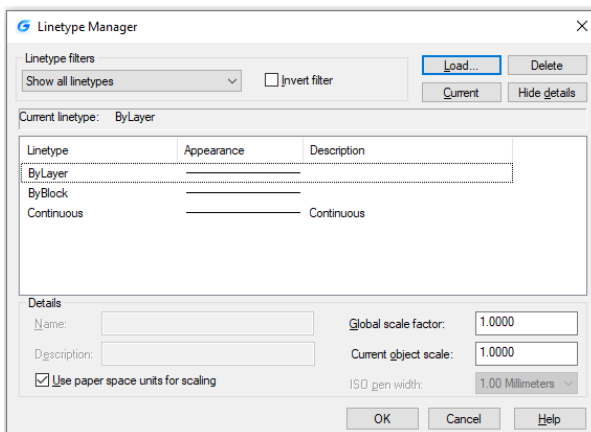 Linetype Manager
Linetype filters
Show all linetypes
Invert filter
Load...
Delete
Current
Hide details
Current linetype: ByLayer
Linetype Appearance Description
ByLayer
ByBlock
Continuous Continuous
Details
Name:
Global scale factor: 1.0000
Description:
Current object scale: 1.0000
Use paper space units for scaling
ISO pen width: 1.00 Millimeters
OK Cancel Help